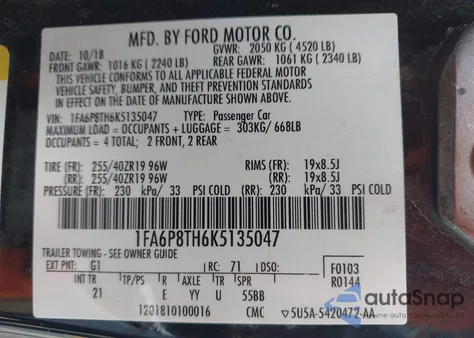 MFD. BY FORD MOTOR CO.
DATE: 10/18 GVWR: 2050 KG ( 4520 LB)
FRONT GAWR: 1016 KG ( 2240 LB) REAR GAWR: 1061 KG ( 2340 LB)
THIS VEHICLE CONFORMS TO ALL APPLICABLE FEDERAL MOTOR
VEHICLE SAFETY, BUMPER, AND THEFT PREVENTION STANDARDS
IN EFFECT ON THE DATE OF MANUFACTURE SHOWN ABOVE.
VIN: 1FA6P8TH6K5135047 TYPE: Passenger Car
MAXIMUM LOAD = OCCUPANTS + LUGGAGE = 303KG/ 668LB
OCCUPANTS = 4 TOTAL; 2 FRONT, 2 REAR
TIRE (FR): 255/40ZR19 96W RIMS (FR): 19x8.5J
(RR): 255/40ZR19 96W (RR): 19x8.5J
PRESSURE (FR): 230 kPa/ 33 PSI COLD (RR): 230 kPa/ 33 PSI COLD
1FA6P8TH6K5135047
TRAILER TOWING - SEE OWNER GUIDE
EXT PNT: G1 RC: 71 DSO: F0103
INT TR TP/PS R AXLE TR SPR R0144
21 E YY U 55BB
1201810100016 CMC 5U5A-5420472-AA
autoSnap